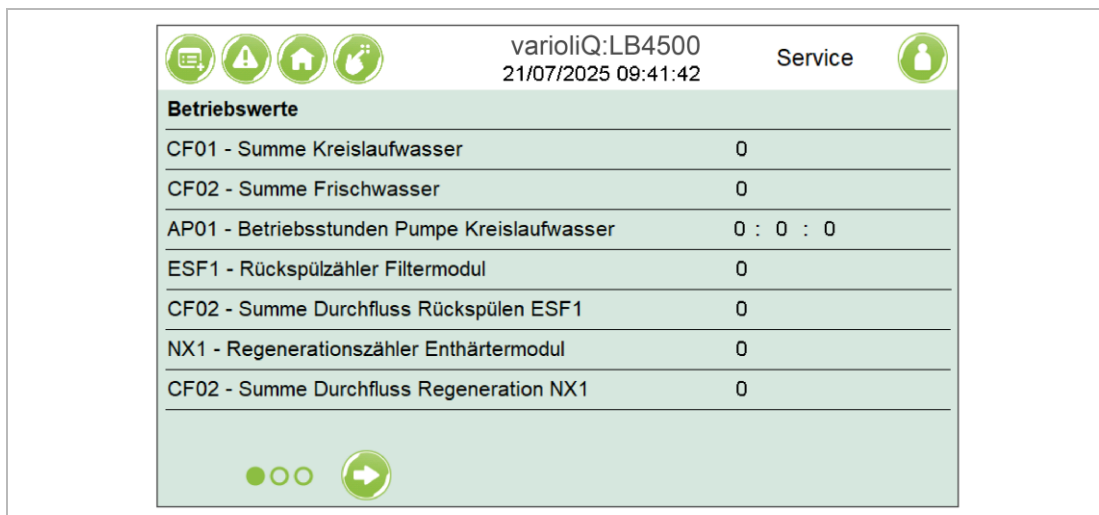 varioliQ:LB4500
21/07/2025 09:41:42
Service
Betriebswerte
CF01 - Summe Kreislaufwasser 0
CF02 - Summe Frischwasser 0
AP01 - Betriebsstunden Pumpe Kreislaufwasser 0 : 0 : 0
ESF1 - Rückspülzähler Filtermodul 0
CF02 - Summe Durchfluss Rückspülen ESF1 0
NX1 - Regenerationszähler Enthärtermodul 0
CF02 - Summe Durchfluss Regeneration NX1 0